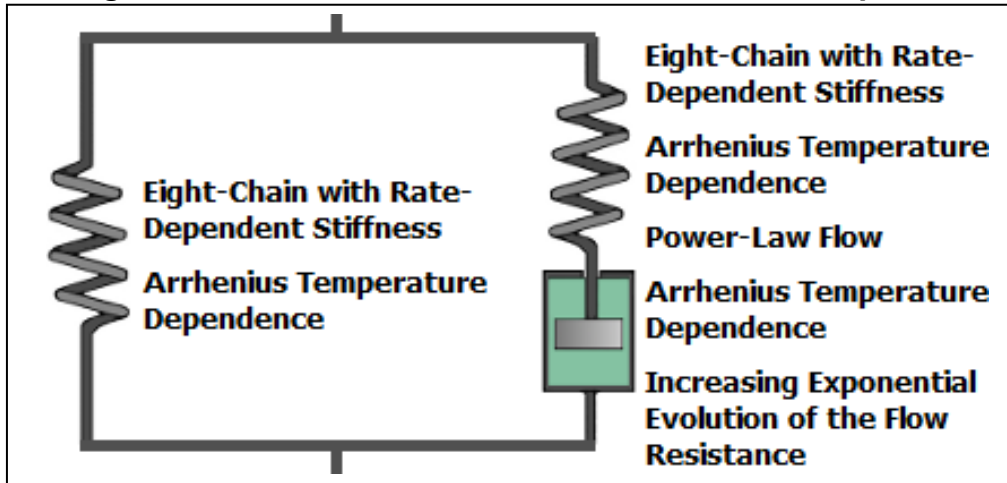 Eight-Chain with Rate-
Dependent Stiffness
Arrhenius Temperature
Dependence
Eight-Chain with Rate-
Dependent Stiffness
Arrhenius Temperature
Dependence
Power-Law Flow
Arrhenius Temperature
Dependence
Increasing Exponential
Evolution of the Flow
Resistance